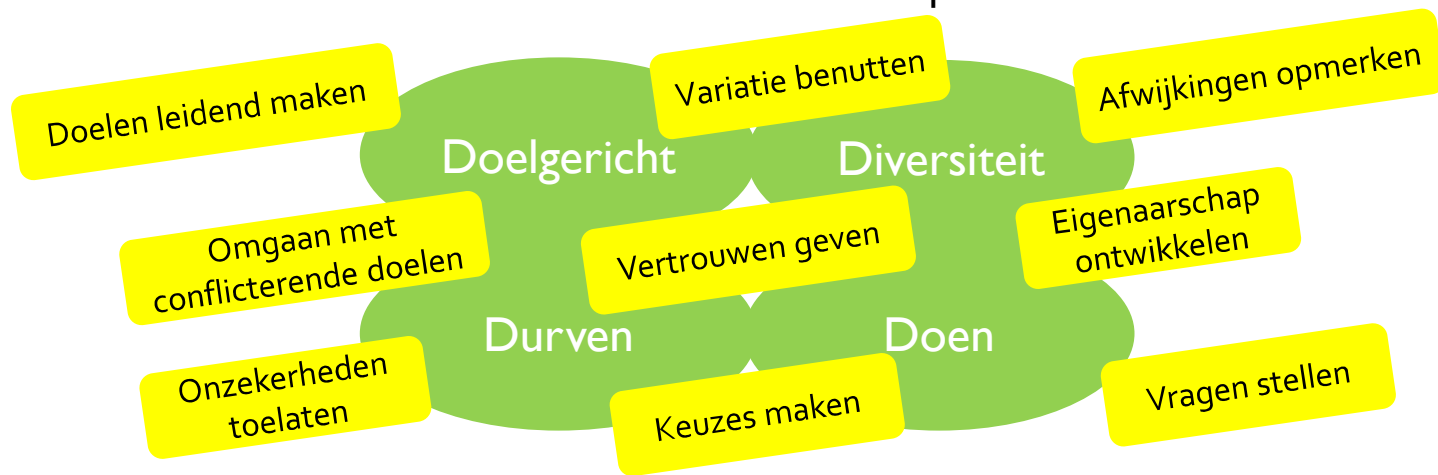 Doelen leidend maken
Variatie benutten
Afwijkingen opmerken
Doelgericht
Diversiteit
Omgaan met
conflicterende doelen
Vertrouwen geven
Eigenaarschap
ontwikkelen
Durven
Doen
Onzekerheden
toelaten
Keuzes maken
Vragen stellen